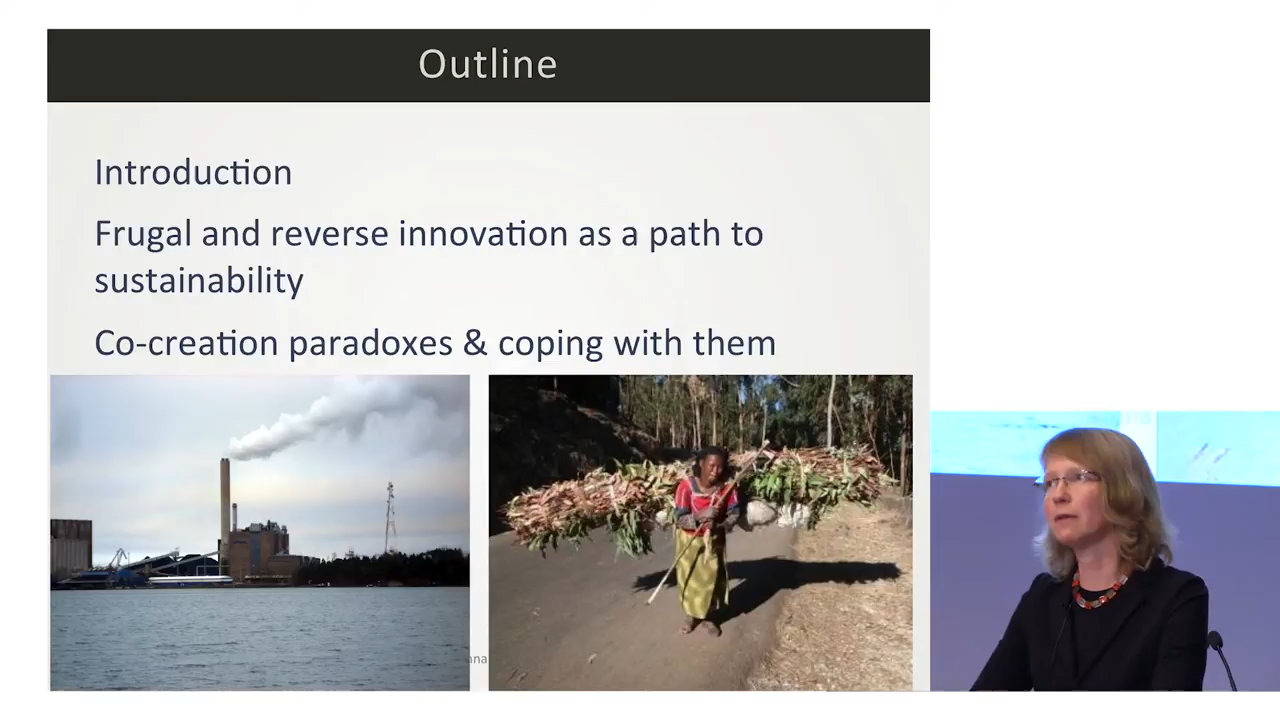 Outline
Introduction
Frugal and reverse innovation as a path to
sustainability
Co-creation paradoxes & coping with them